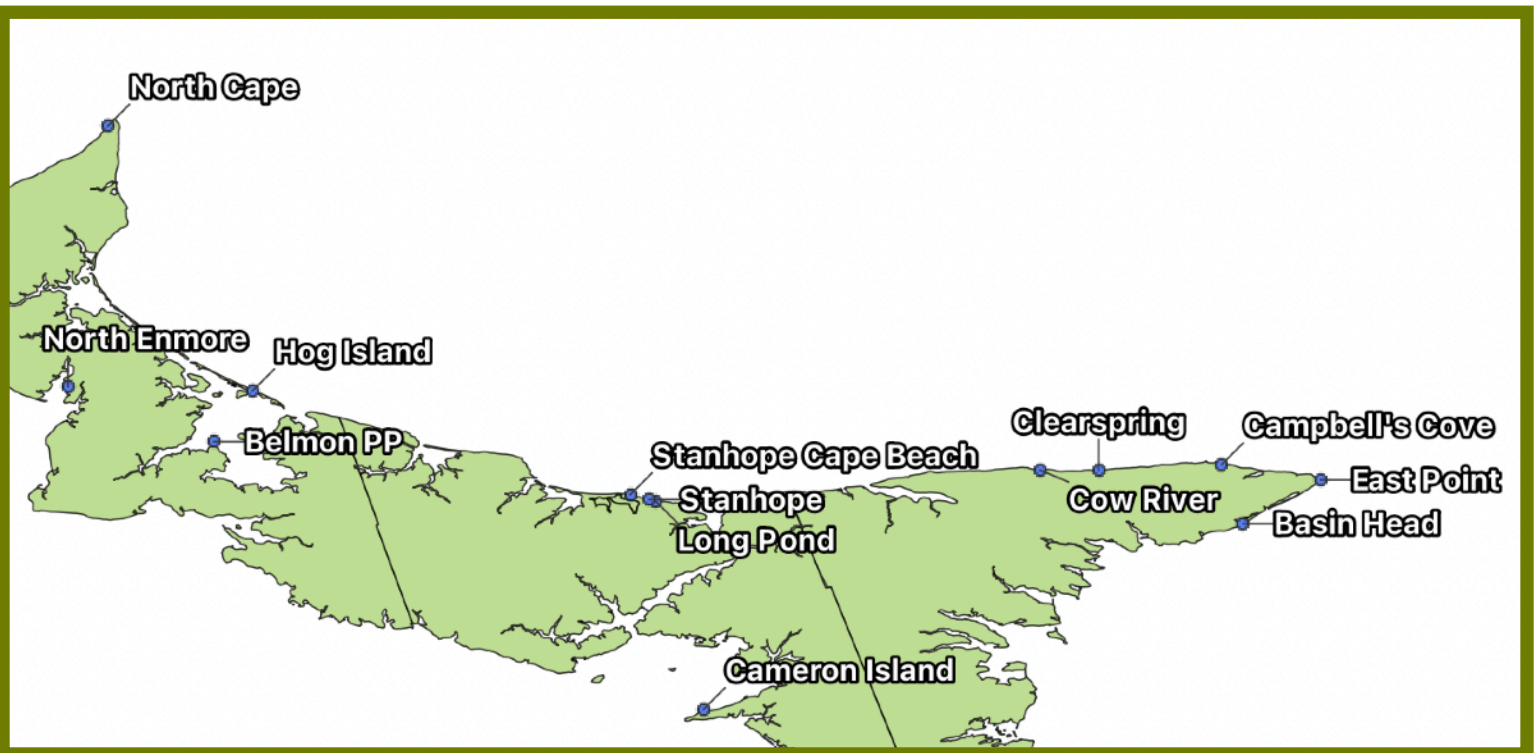 North Cape
North Enmore
Hog Island
Belmon PP
Stanhope Cape Beach
Stanhope
Long Pond
Clearspring
Campbell's Cove
Cow River
East Point
Basin Head
Cameron Island